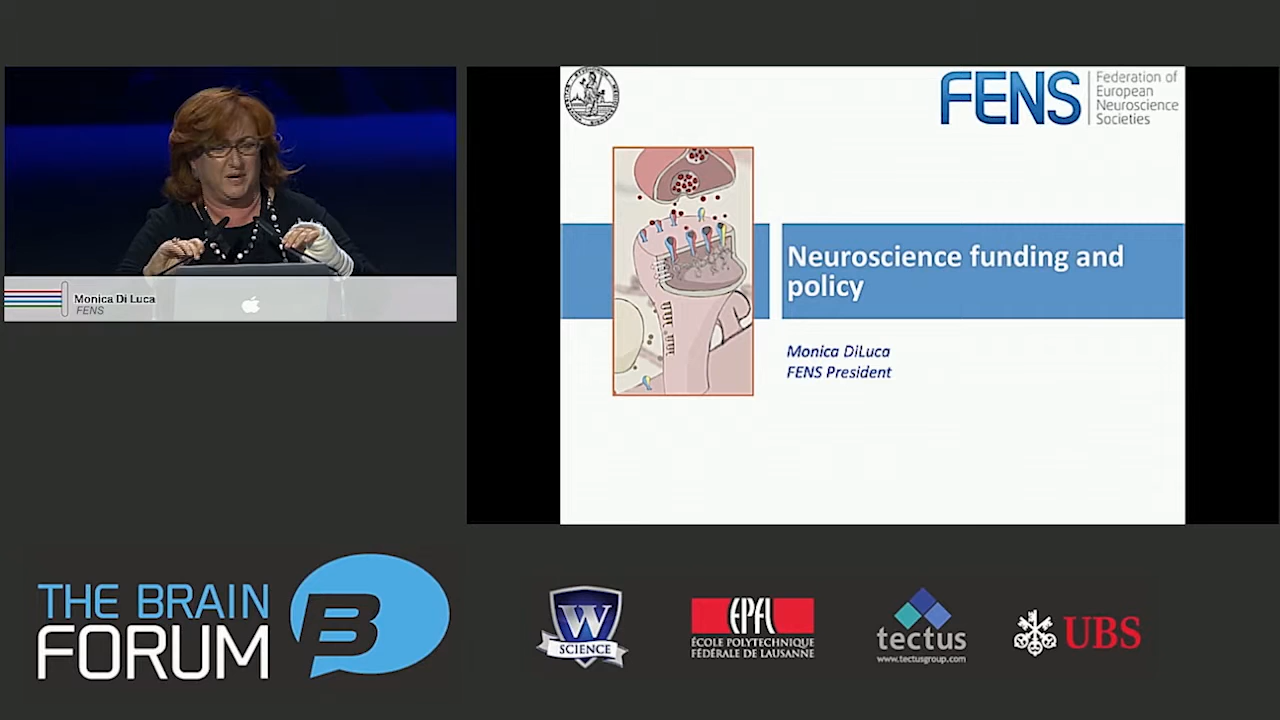 FENS
Federation of
European
Neuroscience
Societies
Neuroscience funding and
policy
Monica DiLuca
FENS President
Monica Di Luca
FENS
THE BRAIN
FORUM
B
W
SCIENCE
EPFL
ÉCOLE POLYTECHNIQUE
FÉDÉRALE DE LAUSANNE
tectus
www.tectusgroup.com
UBS